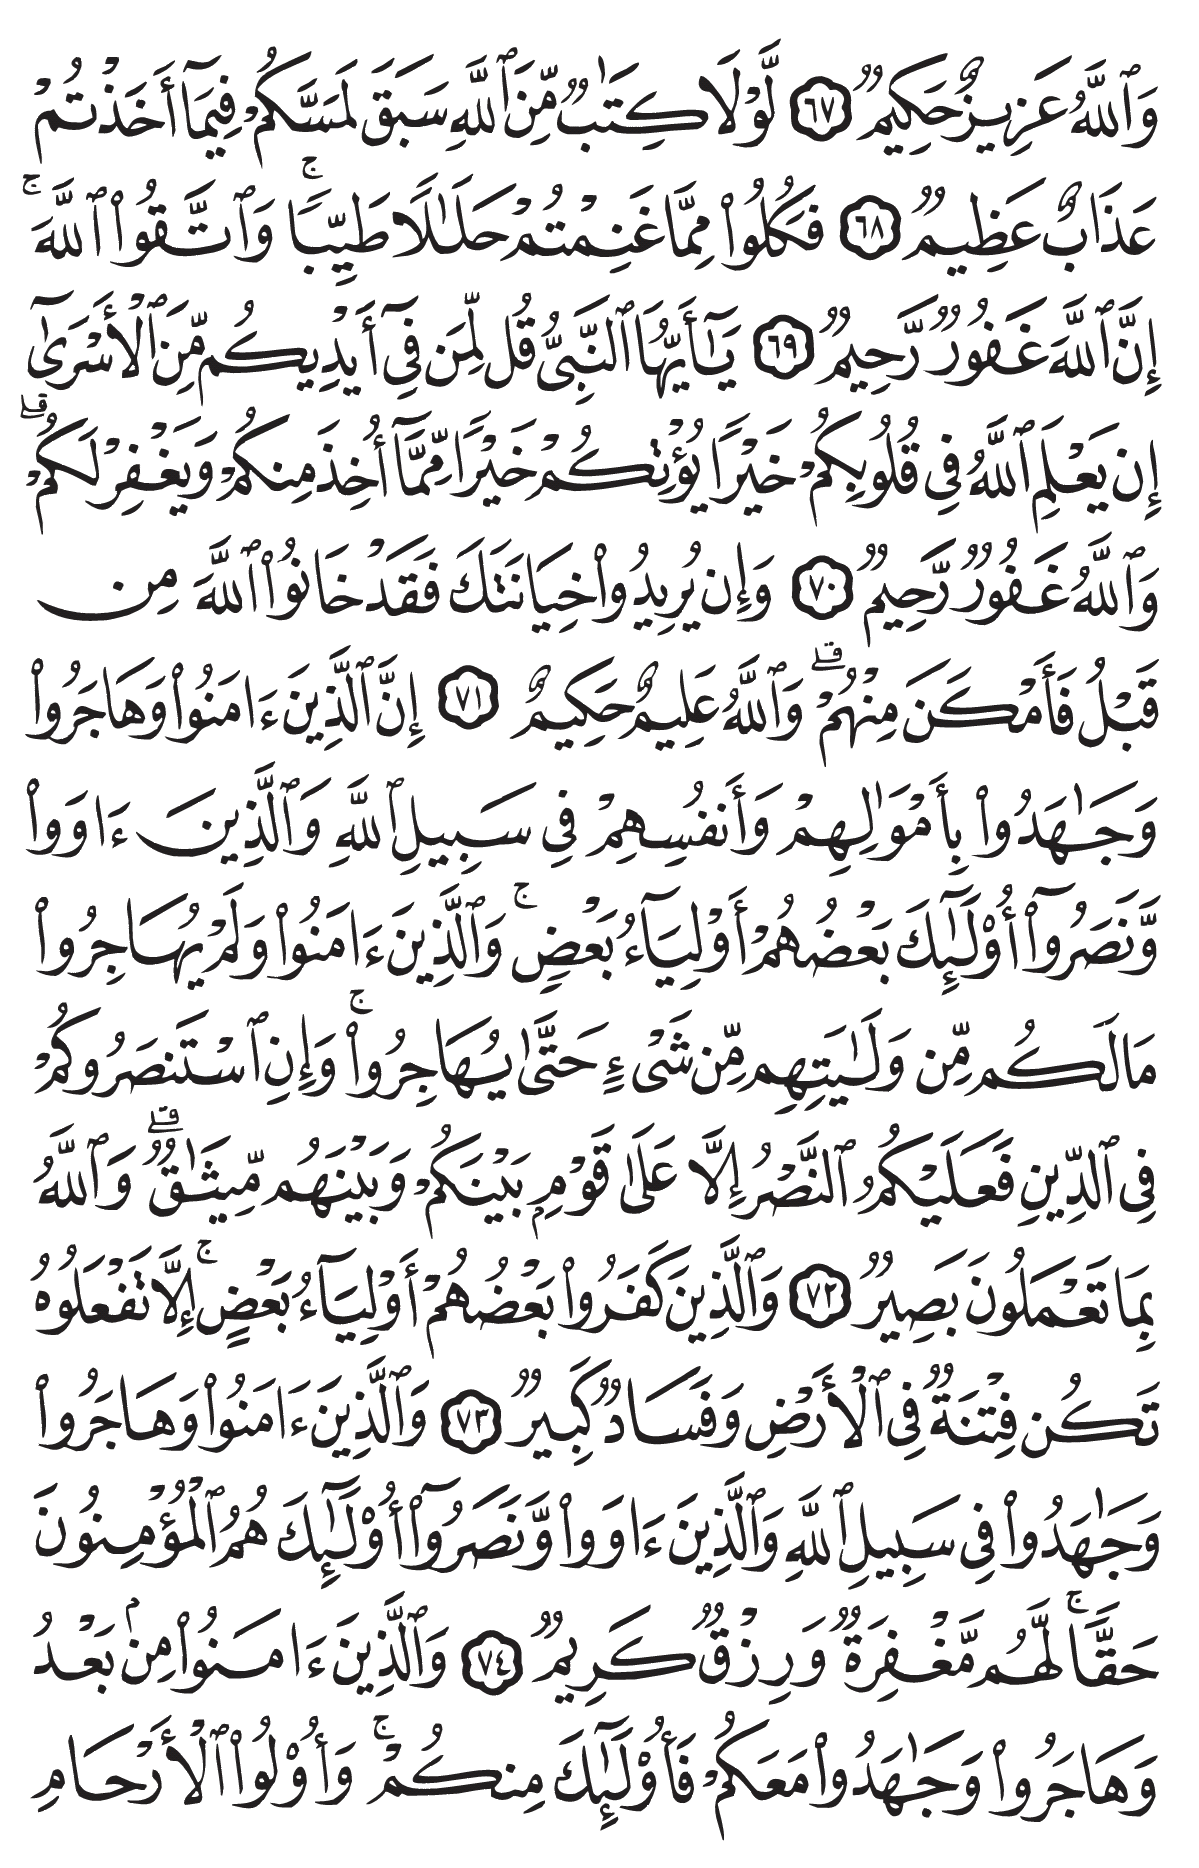 وَٱللَّهُ عَزِيزٌ حَكِيمٌ ٦٧ لَّوْلَا كِتَٰبٌ مِّنَ ٱللَّهِ سَبَقَ لَمَسَّكُمْ فِيمَآ أَخَذْتُمْ
عَذَابٌ عَظِيمٌ ٦٨ فَكُلُوا۟ مِمَّا غَنِمْتُمْ حَلَٰلًا طَيِّبًا ۚ وَٱتَّقُوا۟ ٱللَّهَ ۚ
إِنَّ ٱللَّهَ غَفُورٌ رَّحِيمٌ ٦٩ يَٰٓأَيُّهَا ٱلنَّبِىُّ قُل لِّمَن فِىٓ أَيْدِيكُم مِّنَ ٱلْأَسْرَىٰٓ
إِن يَعْلَمِ ٱللَّهُ فِى قُلُوبِكُمْ خَيْرًا يُؤْتِكُمْ خَيْرًا مِّمَّآ أُخِذَ مِنكُمْ وَيَغْفِرْ لَكُمْ ۗ
وَٱللَّهُ غَفُورٌ رَّحِيمٌ ٧٠ وَإِن يُرِيدُوا۟ خِيَانَتَكَ فَقَدْ خَانُوا۟ ٱللَّهَ مِن
قَبْلُ فَأَمْكَنَ مِنْهُمْ ۗ وَٱللَّهُ عَلِيمٌ حَكِيمٌ ٧١ إِنَّ ٱلَّذِينَ ءَامَنُوا۟ وَهَاجَرُوا۟
وَجَٰهَدُوا۟ بِأَمْوَٰلِهِمْ وَأَنفُسِهِمْ فِى سَبِيلِ ٱللَّهِ وَٱلَّذِينَ ءَاوَوا۟
وَّنَصَرُوٓا۟ أُو۟لَٰٓئِكَ بَعْضُهُمْ أَوْلِيَآءُ بَعْضٍ ۚ وَٱلَّذِينَ ءَامَنُوا۟ وَلَمْ يُهَاجِرُوا۟
مَا لَكُم مِّن وَلَٰيَتِهِم مِّن شَىْءٍ حَتَّىٰ يُهَاجِرُوا۟ ۚ وَإِنِ ٱسْتَنصَرُوكُمْ
فِى ٱلدِّينِ فَعَلَيْكُمُ ٱلنَّصْرُ إِلَّا عَلَىٰ قَوْمٍۭ بَيْنَكُمْ وَبَيْنَهُم مِّيثَٰقٌ ۗ وَٱللَّهُ
بِمَا تَعْمَلُونَ بَصِيرٌ ٧٢ وَٱلَّذِينَ كَفَرُوا۟ بَعْضُهُمْ أَوْلِيَآءُ بَعْضٍ ۚ إِلَّا تَفْعَلُوهُ
تَكُن فِتْنَةٌ فِى ٱلْأَرْضِ وَفَسَادٌ كَبِيرٌ ٧٣ وَٱلَّذِينَ ءَامَنُوا۟ وَهَاجَرُوا۟
وَجَٰهَدُوا۟ فِى سَبِيلِ ٱللَّهِ وَٱلَّذِينَ ءَاوَوا۟ وَّنَصَرُوٓا۟ أُو۟لَٰٓئِكَ هُمُ ٱلْمُؤْمِنُونَ
حَقًّا ۚ لَّهُم مَّغْفِرَةٌ وَرِزْقٌ كَرِيمٌ ٧٤ وَٱلَّذِينَ ءَامَنُوا۟ مِنۢ بَعْدُ
وَهَاجَرُوا۟ وَجَٰهَدُوا۟ مَعَكُمْ فَأُو۟لَٰٓئِكَ مِنكُمْ ۚ وَأُو۟لُوا۟ ٱلْأَرْحَامِ